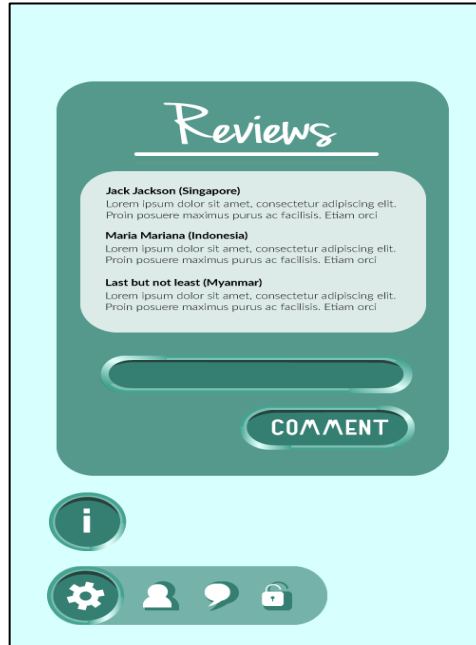 Reviews
Jack Jackson (Singapore)
Lorem ipsum dolor sit amet, consectetur adipiscing elit.
Proin posuere maximus purus ac facilisis. Etiam orci
Maria Mariana (Indonesia)
Lorem ipsum dolor sit amet, consectetur adipiscing elit.
Proin posuere maximus purus ac facilisis. Etiam orci
Last but not least (Myanmar)
Lorem ipsum dolor sit amet, consectetur adipiscing elit.
Proin posuere maximus purus ac facilisis. Etiam orci
COMMENT
i